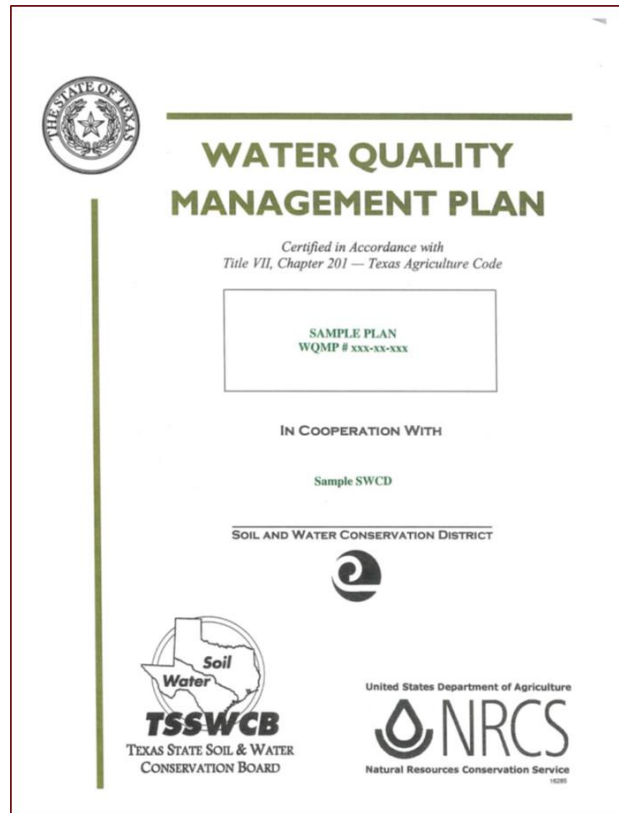 THE STATE OF TEXAS
WATER QUALITY
MANAGEMENT PLAN
Certified in Accordance with
Title VII, Chapter 201 — Texas Agriculture Code
SAMPLE PLAN
WQMP # xxx-xx-xxx
IN COOPERATION WITH
Sample SWCD
SOIL AND WATER CONSERVATION DISTRICT
Soil
Water
TSSWCB
TEXAS STATE SOIL & WATER
CONSERVATION BOARD
United States Department of Agriculture
NRCS
Natural Resources Conservation Service
16285